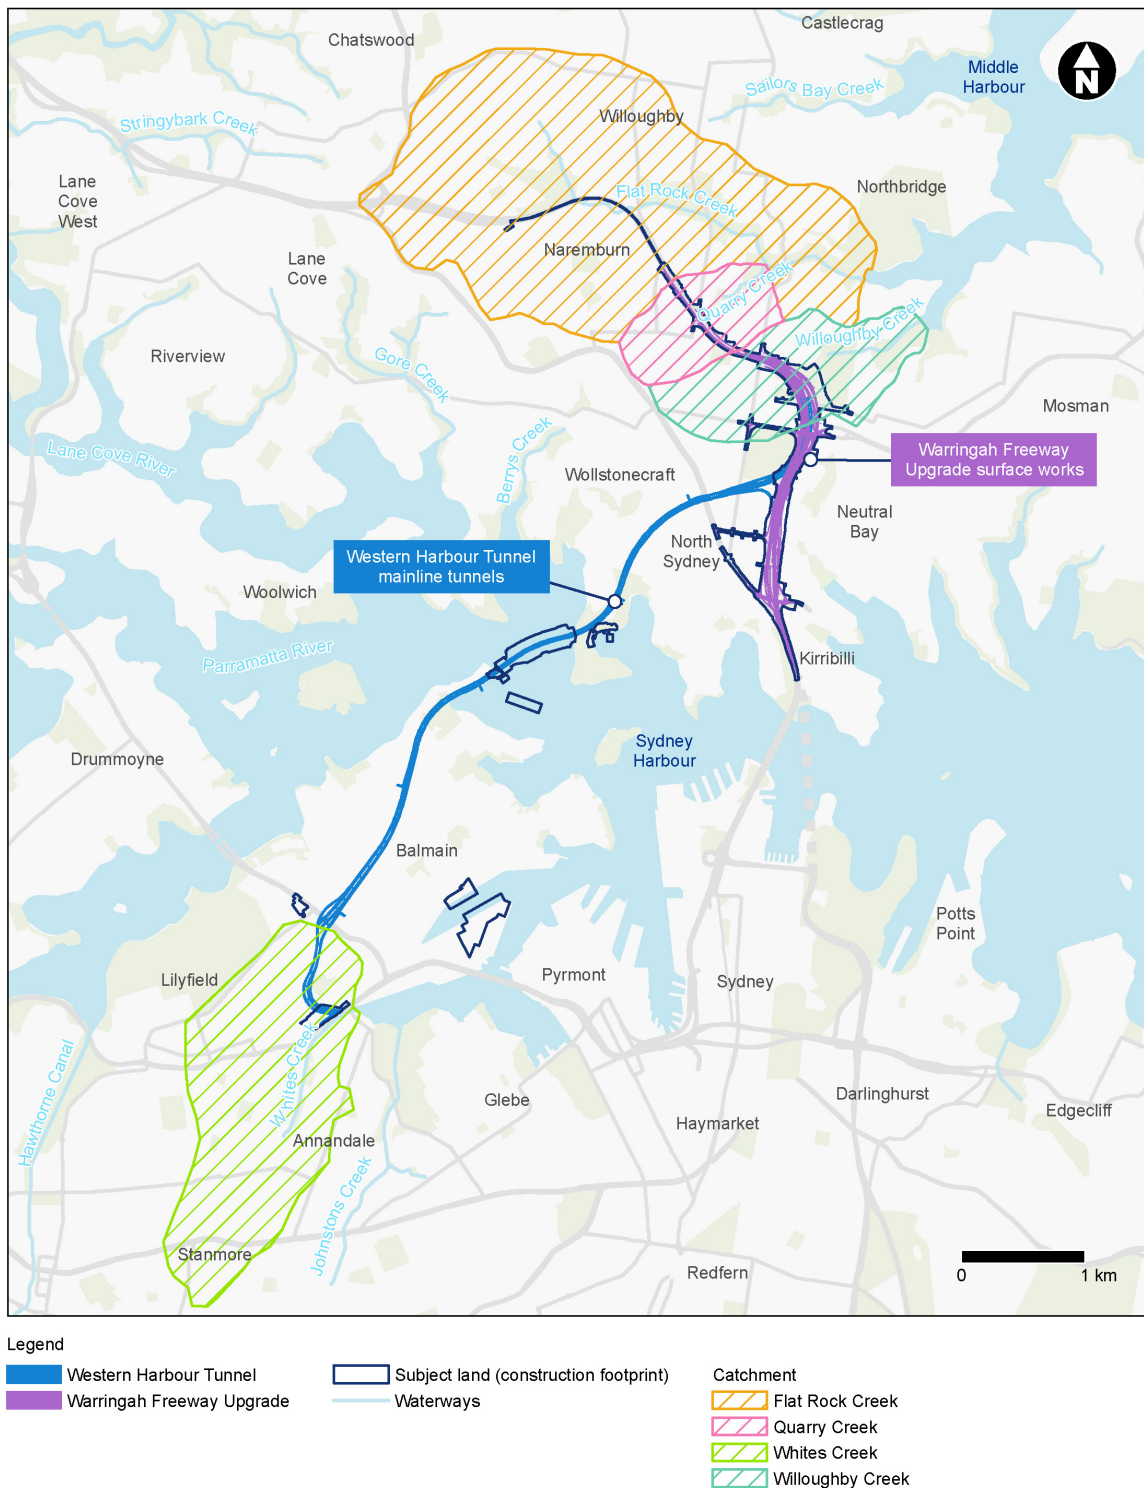 Castlecrag
Chatswood
Middle
Harbour
N
Sailors Bay Creek
Stringybark Creek
Willoughby
Lane
Cove
West
Northbridge
Flat Rock Creek
Naremburn
Lane
Cove
Quarry Creek
Willoughby Creek
Riverview
Gore Creek
Mosman
Lane Cove River
Berrys Creek
Warringah Freeway
Upgrade surface works
Wollstonecraft
Neutral
Bay
North
Sydney
Western Harbour Tunnel
mainline tunnels
Woolwich
Parramatta River
Kirribilli
Sydney
Harbour
Drummoyne
Balmain
Potts
Point
Lilyfield
Pyrmont
Sydney
Whites Creek
Hawthorne Canal
Glebe
Darlinghurst
Edgecliff
Haymarket
Annandale
Johnstons Creek
Stanmore
Redfern
0 1 km
Legend
Western Harbour Tunnel
Warringah Freeway Upgrade
Subject land (construction footprint)
Waterways
Catchment
Flat Rock Creek
Quarry Creek
Whites Creek
Willoughby Creek